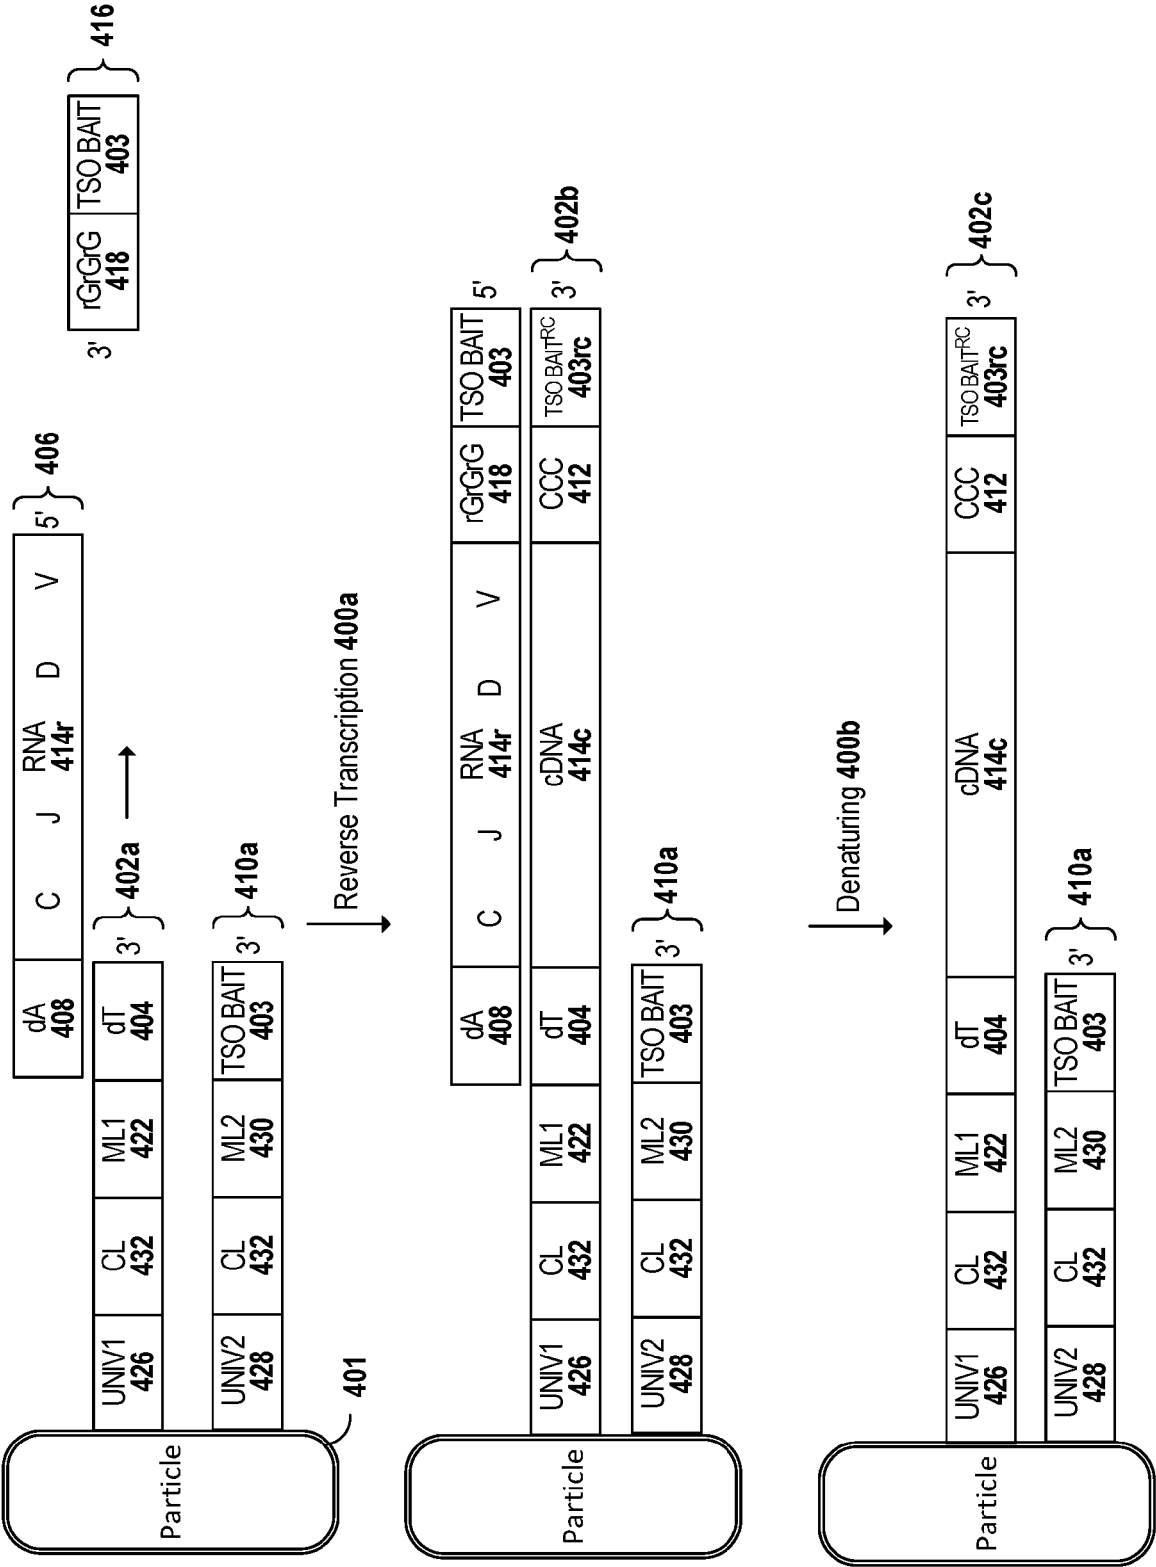 dA
408
C J RNA D V
414r
5'
406
3'
rGrGrG
418
TSO BAIT
403
416
UNIV1
426
CL
432
ML1
422
dT
404
3'
402a
UNIV2
428
CL
432
ML2
430
TSO BAIT
403
3'
410a
Particle
401
Reverse Transcription 400a
dA
408
C J RNA D V
414r
rGrGrG
418
TSO BAIT
403
5'
UNIV1
426
CL
432
ML1
422
dT
404
cDNA
414c
CCC
412
TSO BAITRC
403rc
3'
402b
UNIV2
428
CL
432
ML2
430
TSO BAIT
403
3'
410a
Particle
Denaturing 400b
UNIV1
426
CL
432
ML1
422
dT
404
cDNA
414c
CCC
412
TSO BAITRC
403rc
3'
402c
UNIV2
428
CL
432
ML2
430
TSO BAIT
403
3'
410a
Particle